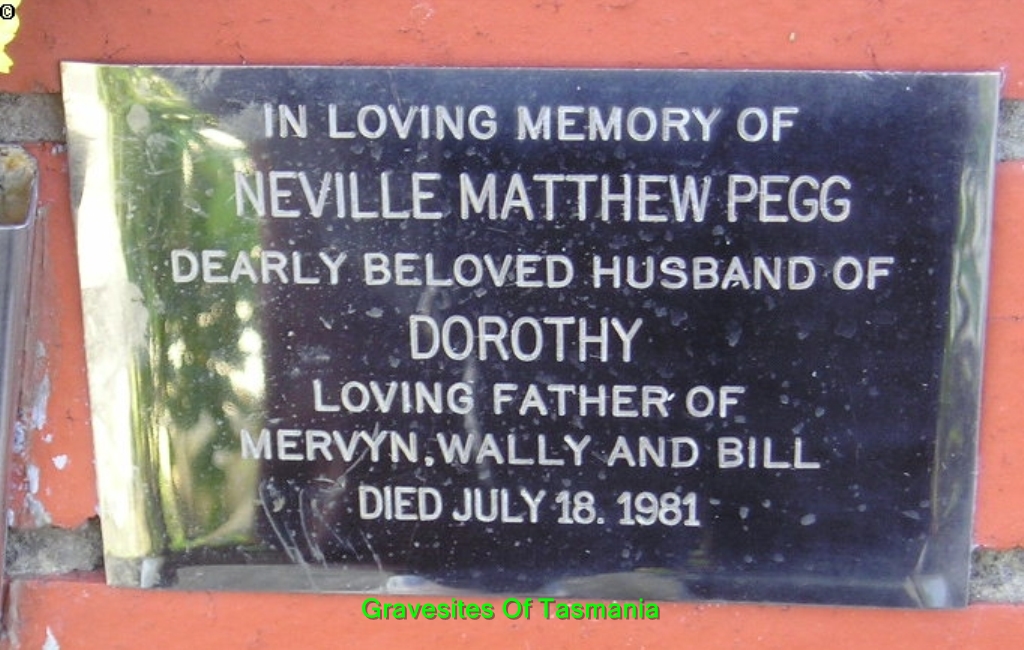 ©
IN LOVING MEMORY OF
NEVILLE MATTHEW PEGG
DEARLY BELOVED HUSBAND OF
DOROTHY
LOVING FATHER OF
MERVYN, WALLY AND BILL
DIED JULY 18. 1981
Gravesites Of Tasmania